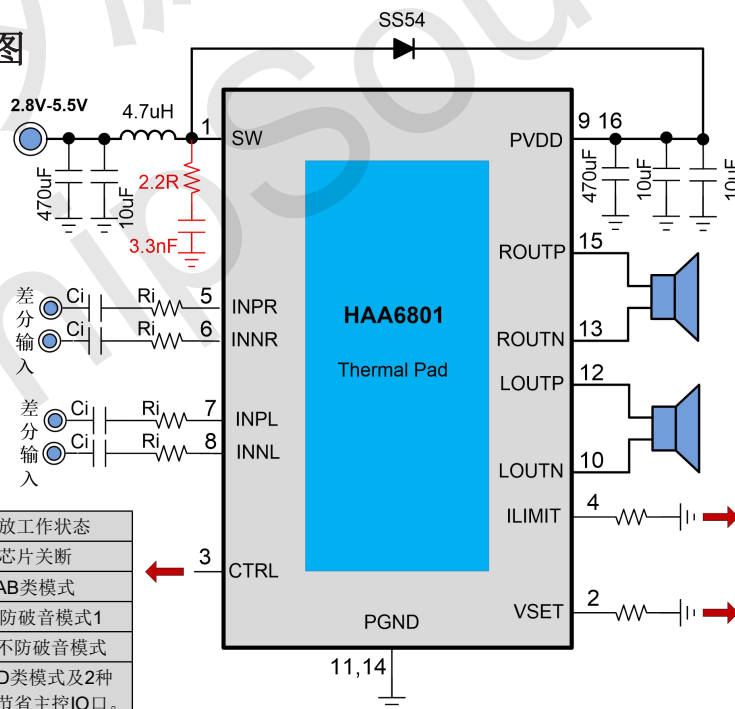 图
SS54
2.8V-5.5V
4.7uH
1
SW
PVDD
9 16
470uF
10uF
2.2R
3.3nF
470uF
10uF
10uF
15
ROUTP
差分输入
Ci
Ri
5
INPR
Ci
Ri
6
INNR
HAA6801
Thermal Pad
ROUTN
13
LOUTP
12
差分输入
Ci
Ri
7
INPL
Ci
Ri
8
INNL
LOUTN
10
ILIMIT
4
放工作状态
芯片关断
AB类模式
防破音模式1
不防破音模式
D类模式及2种
节省主控IO口。
3
CTRL
VSET
2
PGND
11,14